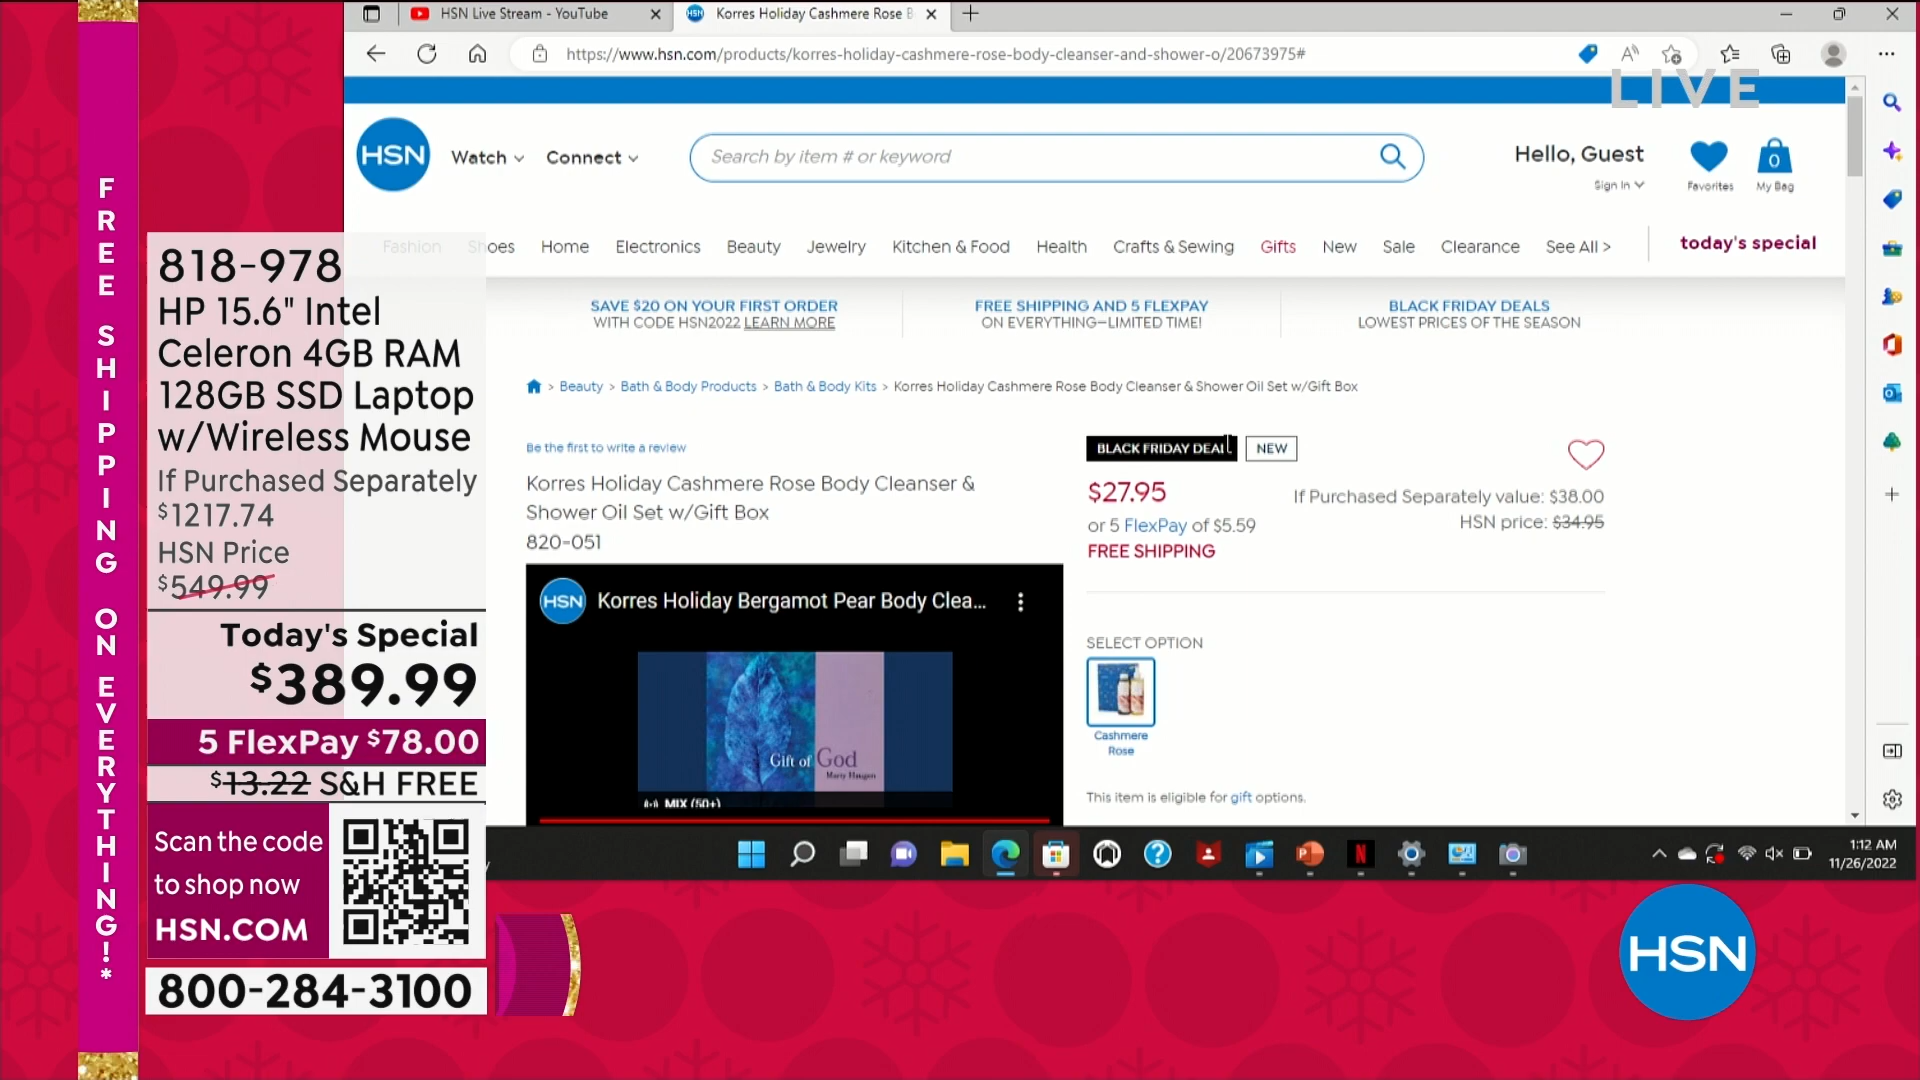 FREE SHIPPING ON EVERYTHING!*
818-978
HP 15.6" Intel
Celeron 4GB RAM
128GB SSD Laptop
w/Wireless Mouse
If Purchased Separately
$1217.74
HSN Price
$549.99
Today's Special
$389.99
5 FlexPay $78.00
$13.22 S&H FREE
Scan the code
to shop now
HSN.COM
800-284-3100
HSN Live Stream - YouTube
Korres Holiday Cashmere Rose B
https://www.hsn.com/products/korres-holiday-cashmere-rose-body-cleanser-and-shower-o/20673975#
LIVE
HSN
Watch
Connect
Search by item # or keyword
Hello, Guest
Sign In
Favorites
0
My Bag
Fashion Shoes Home Electronics Beauty Jewelry Kitchen & Food Health Crafts & Sewing Gifts New Sale Clearance See All >
today's special
SAVE $20 ON YOUR FIRST ORDER
WITH CODE HSN2022 LEARN MORE
FREE SHIPPING AND 5 FLEXPAY
ON EVERYTHING—LIMITED TIME!
BLACK FRIDAY DEALS
LOWEST PRICES OF THE SEASON
> Beauty > Bath & Body Products > Bath & Body Kits > Korres Holiday Cashmere Rose Body Cleanser & Shower Oil Set w/Gift Box
Be the first to write a review
Korres Holiday Cashmere Rose Body Cleanser &
Shower Oil Set w/Gift Box
820-051
BLACK FRIDAY DEAL
NEW
$27.95
or 5 FlexPay of $5.59
FREE SHIPPING
If Purchased Separately value: $38.00
HSN price: $34.95
HSN
Korres Holiday Bergamot Pear Body Clea...
Gift of God
Marty Haugen
MIX (50+)
SELECT OPTION
Cashmere
Rose
This item is eligible for gift options.
1:12 AM
11/26/2022
HSN